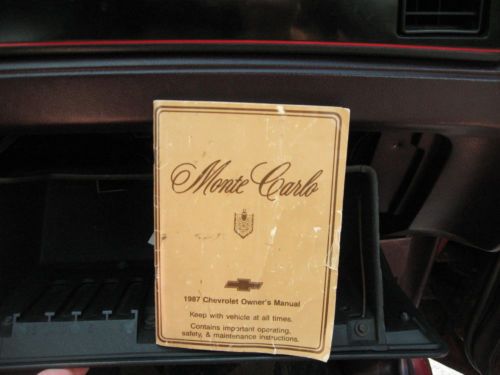 Monte Carlo
1987 Chevrolet Owner's Manual
Keep with vehicle at all times.
Contains important operating,
safety, & maintenance instructions.